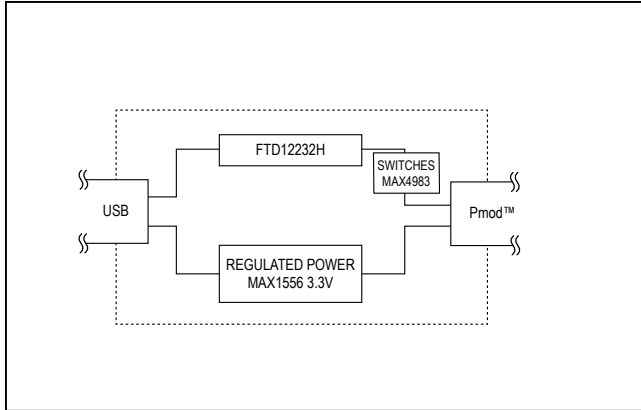 FTD12232H
SWITCHES
MAX4983
USB
Pmod™
REGULATED POWER
MAX1556 3.3V